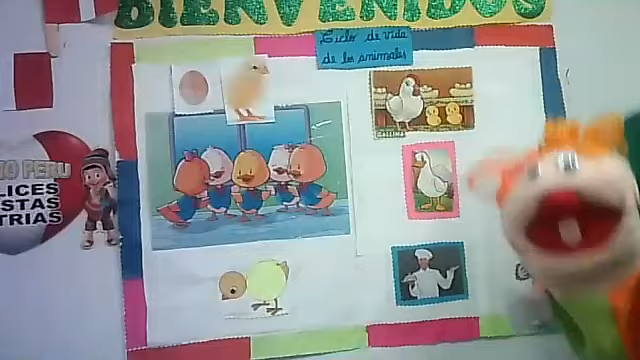 BIENVENIDOS
Ciclo de vida
de los animales
PERU
LICES
STAS
TRIAS
GALLINA